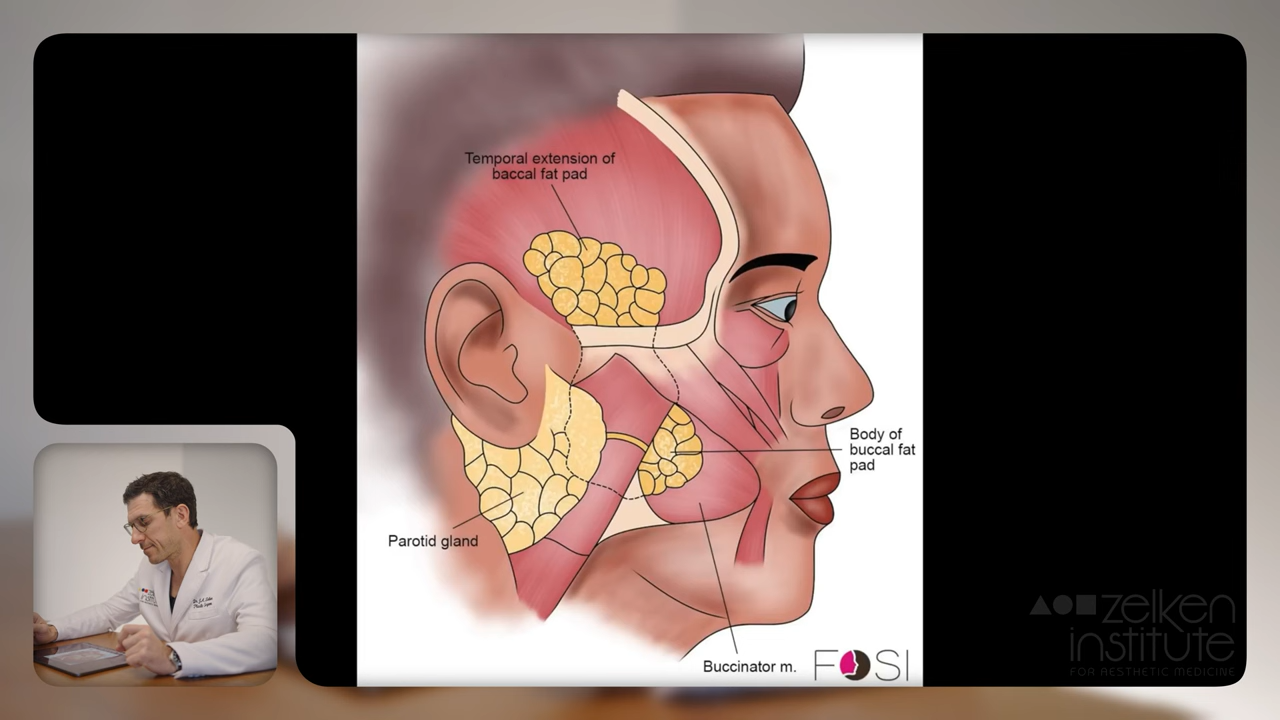 Temporal extension of
baccal fat pad
Body of
buccal fat
pad
Parotid gland
Buccinator m.
FOSI
zelken
institute
FOR AESTHETIC MEDICINE